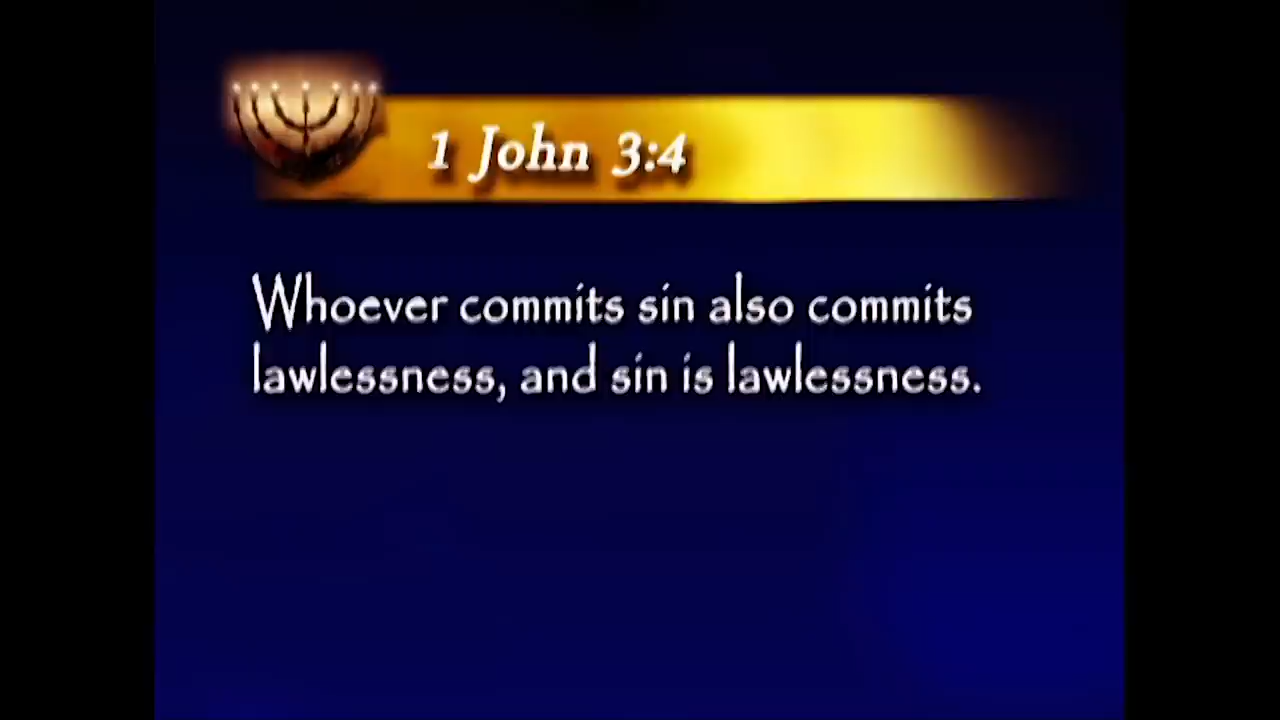 1 John 3:4
Whoever commits sin also commits
lawlessness, and sin is lawlessness.